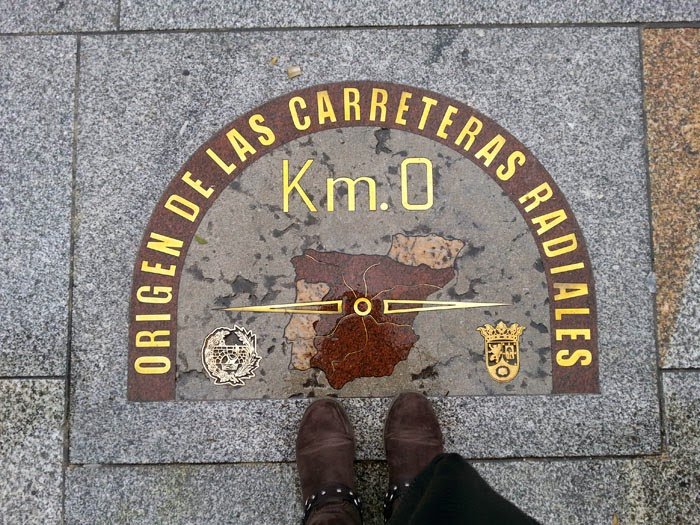 ORIGEN DE LAS CARRETERAS RADIALES
Km.0